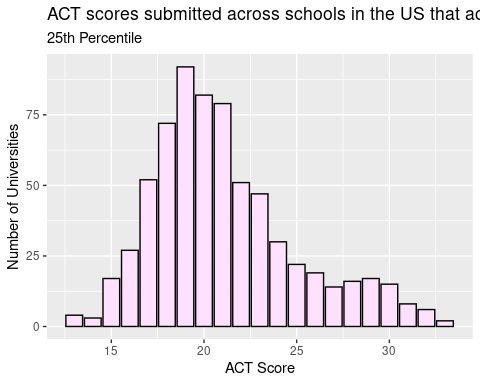 ACT scores submitted across schools in the US that
25th Percentile
Number of Universities
75
50
25
0
15
20
25
30
ACT Score